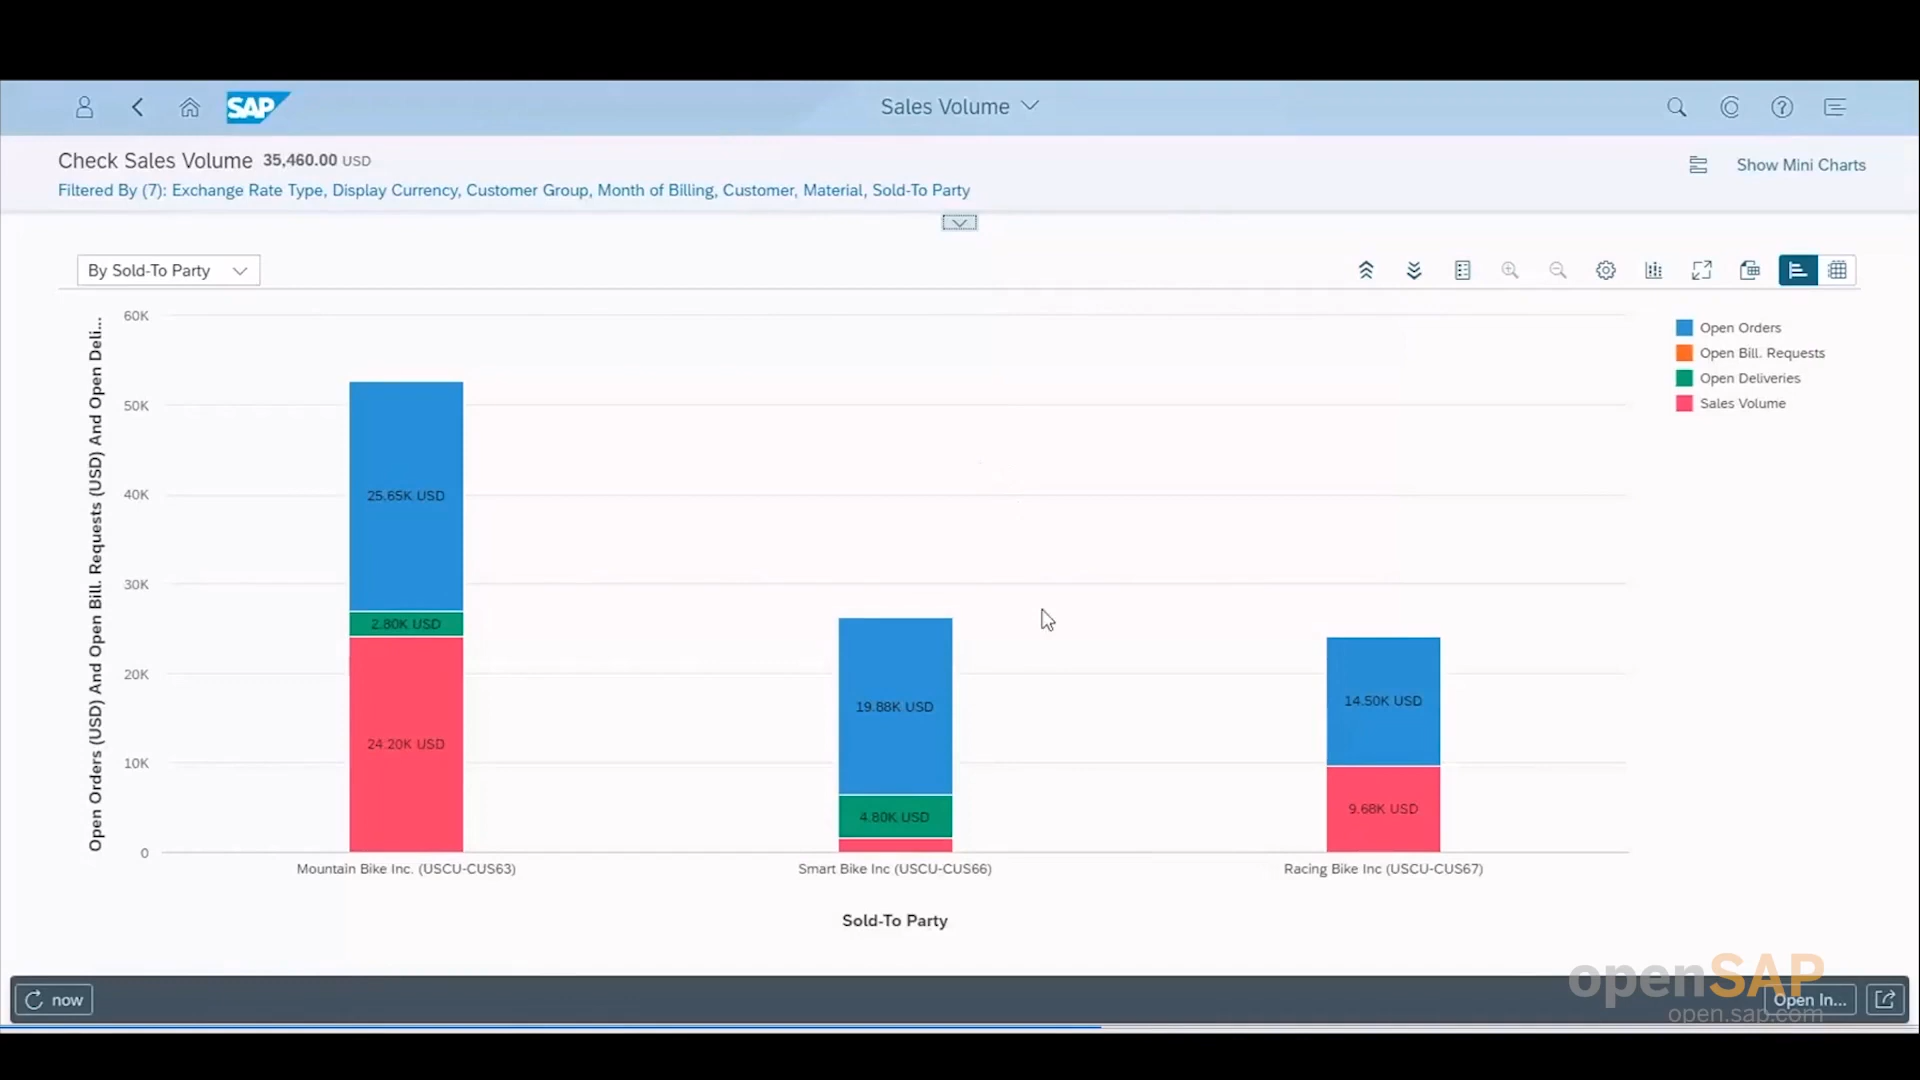 SAP
Sales Volume
Check Sales Volume 35,460.00 USD
Show Mini Charts
Filtered By (7): Exchange Rate Type, Display Currency, Customer Group, Month of Billing, Customer, Material, Sold-To Party
By Sold-To Party
Open Orders (USD) And Open Bill. Requests (USD) And Open Deli...
60K
50K
40K
30K
20K
10K
0
Open Orders
Open Bill. Requests
Open Deliveries
Sales Volume
25.65K USD
2.80K USD
24.20K USD
19.88K USD
4.80K USD
14.50K USD
9.68K USD
Mountain Bike Inc. (USCU-CUS63)
Smart Bike Inc (USCU-CUS66)
Racing Bike Inc (USCU-CUS67)
Sold-To Party
openSAP
now
Open In...
open.sap.com